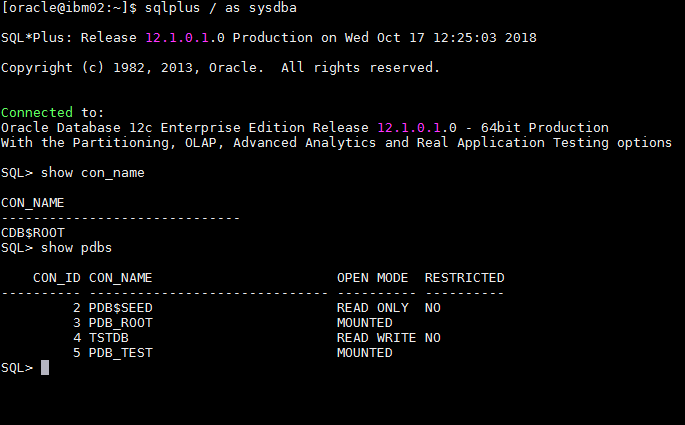 [oracle@ibm02:~]$ sqlplus / as sysdba
SQL*Plus: Release 12.1.0.1.0 Production on Wed Oct 17 12:25:03 2018
Copyright (c) 1982, 2013, Oracle.  All rights reserved.
Connected to:
Oracle Database 12c Enterprise Edition Release 12.1.0.1.0 - 64bit Production
With the Partitioning, OLAP, Advanced Analytics and Real Application Testing options
SQL> show con_name
CON_NAME
------------------------------
CDB$ROOT
SQL> show pdbs
    CON_ID CON_NAME                       OPEN MODE  RESTRICTED
---------- ------------------------------ ---------- ----------
         2 PDB$SEED                       READ ONLY  NO
         3 PDB_ROOT                       MOUNTED
         4 TSTDB                          READ WRITE NO
         5 PDB_TEST                       MOUNTED
SQL>